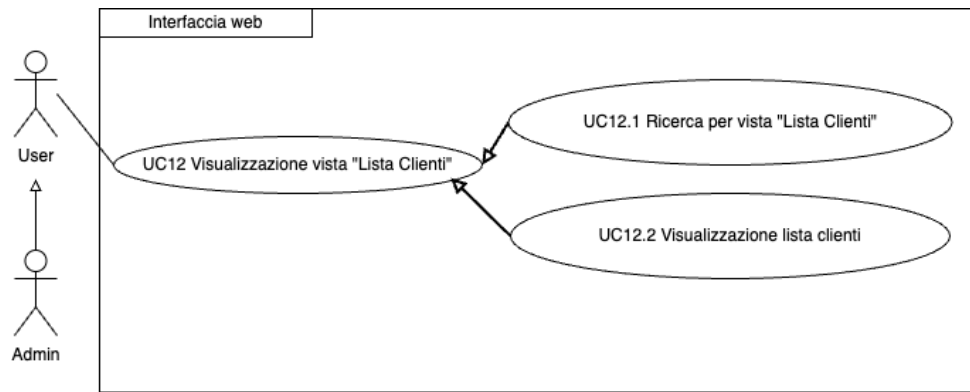 Interfaccia web
User
UC12 Visualizzazione vista "Lista Clienti"
UC12.1 Ricerca per vista "Lista Clienti"
UC12.2 Visualizzazione lista clienti
Admin